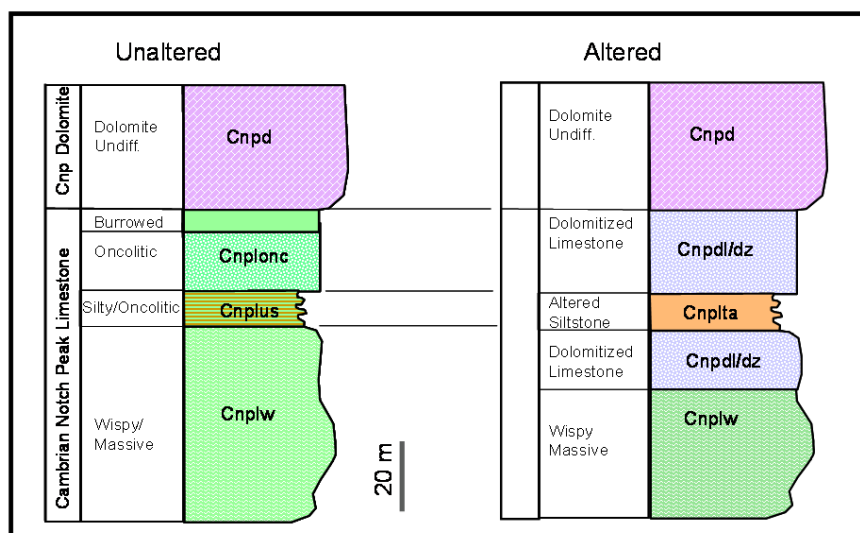 Unaltered
Altered
Cnp Dolomite
Dolomite
Undiff.
Cnpd
Cambrian Notch Peak Limestone
Burrowed
Oncolitic
Cnplonc
Silty/Oncolitic
Cnplus
Wispy/
Massive
Cnplw
20 m
Dolomite
Undiff.
Cnpd
Dolomitized
Limestone
Cnpdl/dz
Altered
Siltstone
Cnplta
Dolomitized
Limestone
Cnpdl/dz
Wispy
Massive
Cnplw